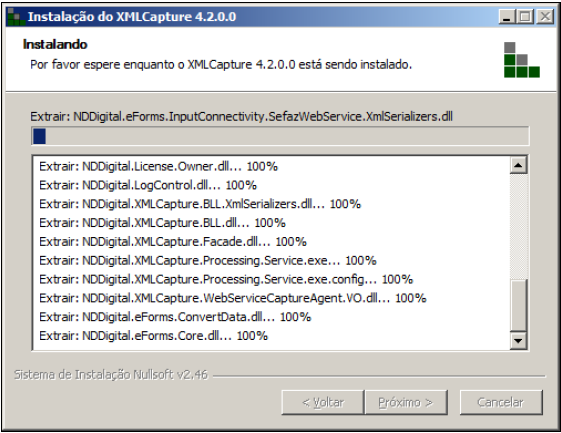 Instalação do XMLCapture 4.2.0.0
Instalando
Por favor espere enquanto o XMLCapture 4.2.0.0 está sendo instalado.
Extrair: NDDigital.eForms.InputConnectivity.SefazWebService.XmlSerializers.dll
Extrair: NDDigital.License.Owner.dll... 100%
Extrair: NDDigital.LogControl.dll... 100%
Extrair: NDDigital.XMLCapture.BLL.XmlSerializers.dll... 100%
Extrair: NDDigital.XMLCapture.BLL.dll... 100%
Extrair: NDDigital.XMLCapture.Facade.dll... 100%
Extrair: NDDigital.XMLCapture.Processing.Service.exe... 100%
Extrair: NDDigital.XMLCapture.Processing.Service.exe.config... 100%
Extrair: NDDigital.XMLCapture.WebServiceCaptureAgent.VO.dll... 100%
Extrair: NDDigital.eForms.ConvertData.dll... 100%
Extrair: NDDigital.eForms.Core.dll... 100%
Sistema de Instalação Nullsoft v2.46
< Voltar
Próximo >
Cancelar